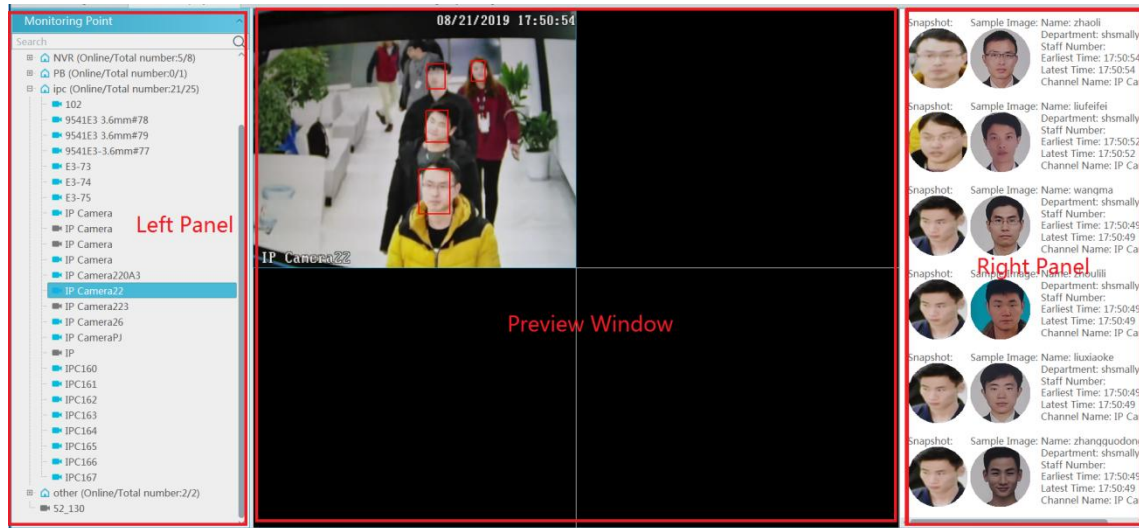 Monitoring Point
Search
NVR (Online/Total number:5/8)
PB (Online/Total number:0/1)
ipc (Online/Total number:21/25)
102
9541E3 3.6mm#78
9541E3 3.6mm#79
9541E3-3.6mm#77
E3-73
E3-74
E3-75
IP Camera
IP Camera
IP Camera
IP Camera
IP Camera220A3
IP Camera22
IP Camera223
IP Camera26
IP CameraPJ
IP
IPC160
IPC161
IPC162
IPC163
IPC164
IPC165
IPC166
IPC167
other (Online/Total number:2/2)
52_130
Left Panel
08/21/2019 17:50:54
IP Camera22
Preview Window
Snapshot: Sample Image: Name: zhaoli
Department: shsmally
Staff Number:
Earliest Time: 17:50:54
Latest Time: 17:50:54
Channel Name: IP Ca
Snapshot: Sample Image: Name: liufeifei
Department: shsmally
Staff Number:
Earliest Time: 17:50:52
Latest Time: 17:50:52
Channel Name: IP Ca
Snapshot: Sample Image: Name: wangma
Department: shsmally
Staff Number:
Earliest Time: 17:50:49
Latest Time: 17:50:49
Channel Name: IP Ca
Right Panel
Snapshot: Sample Image: Name: zhoulili
Department: shsmally
Staff Number:
Earliest Time: 17:50:49
Latest Time: 17:50:49
Channel Name: IP Ca
Snapshot: Sample Image: Name: liuxiaoke
Department: shsmally
Staff Number:
Earliest Time: 17:50:49
Latest Time: 17:50:49
Channel Name: IP Ca
Snapshot: Sample Image: Name: zhangguodong
Department: shsmally
Staff Number:
Earliest Time: 17:50:49
Latest Time: 17:50:49
Channel Name: IP Ca